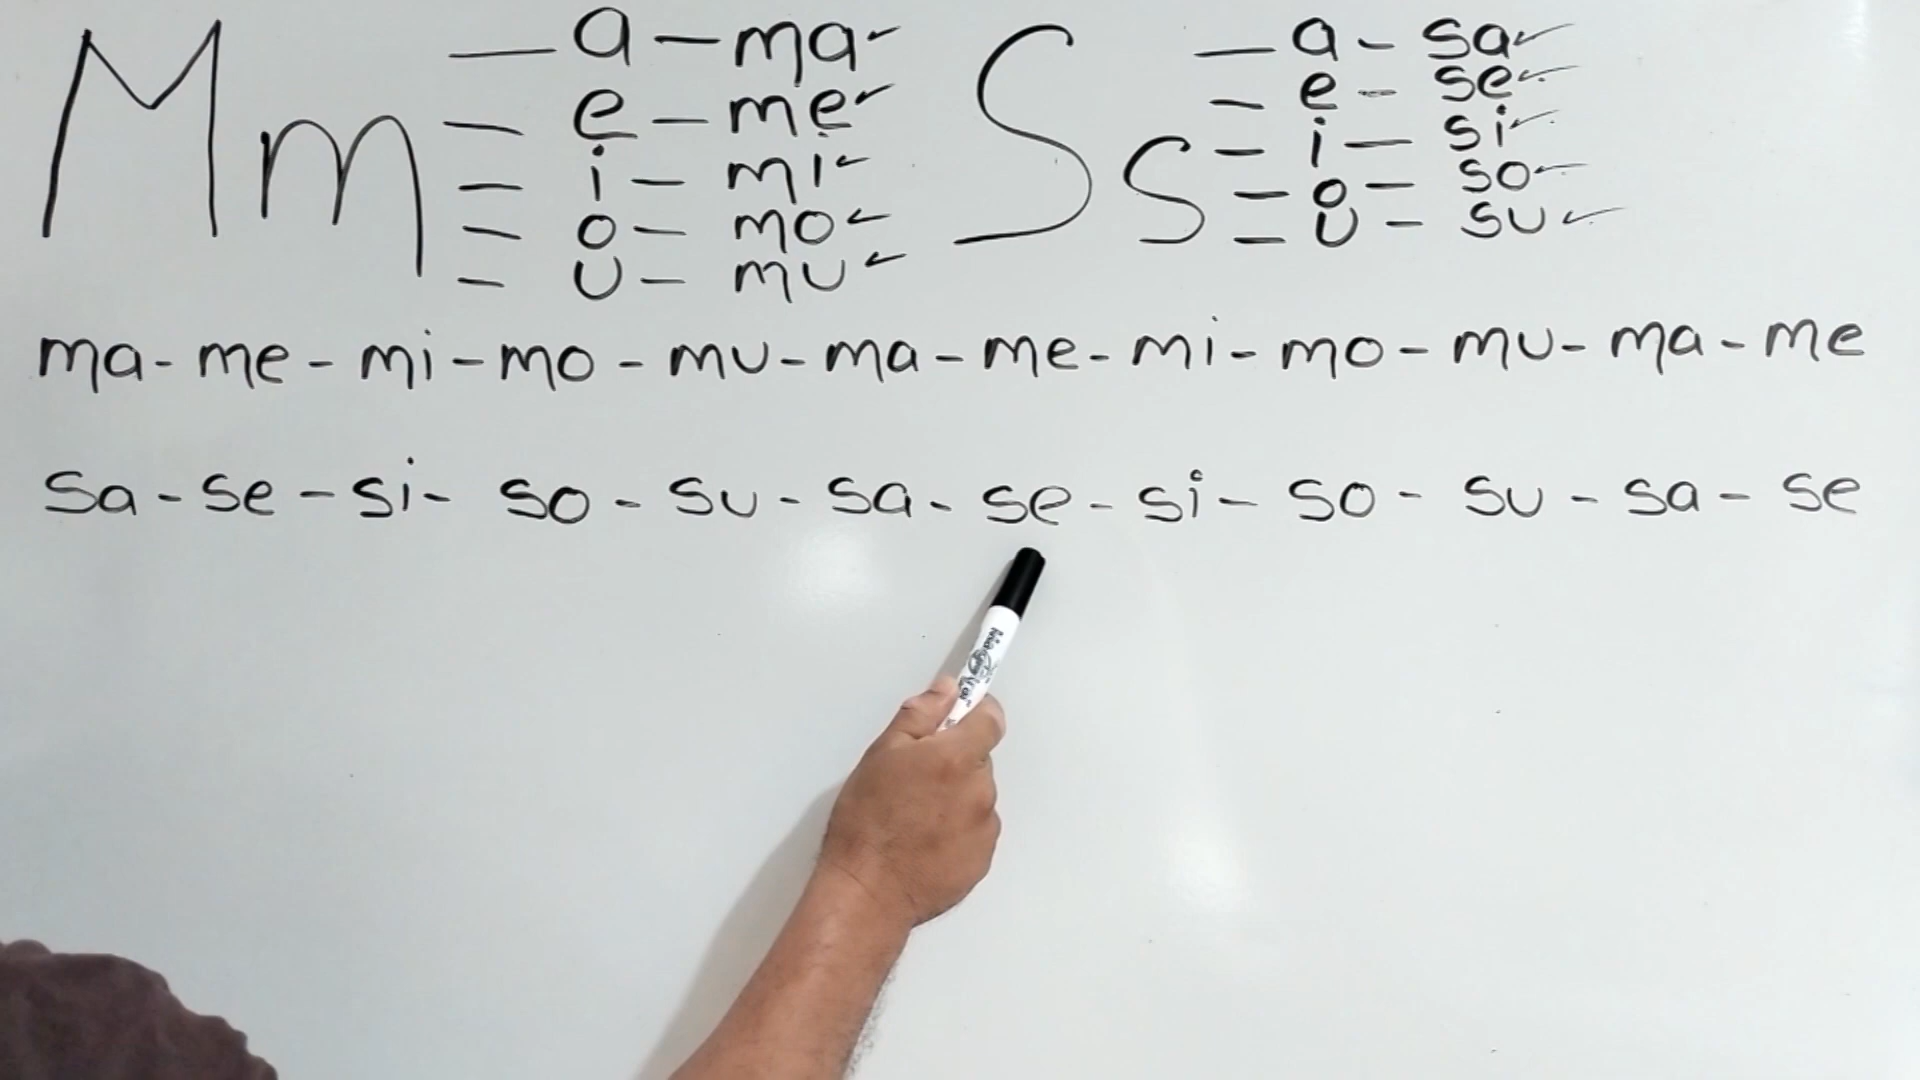 Mm — a — ma ✓ Ss — a - sa ✓
— e — me ✓ - e - se ✓
— i — mi ✓ - i — si ✓
— o — mo ✓ - o - so ✓
- u — mu ✓ - u - su ✓
ma - me - mi - mo - mu - ma - me - mi - mo - mu - ma - me
sa - se - si - so - su - sa - se - si - so - su - sa - se